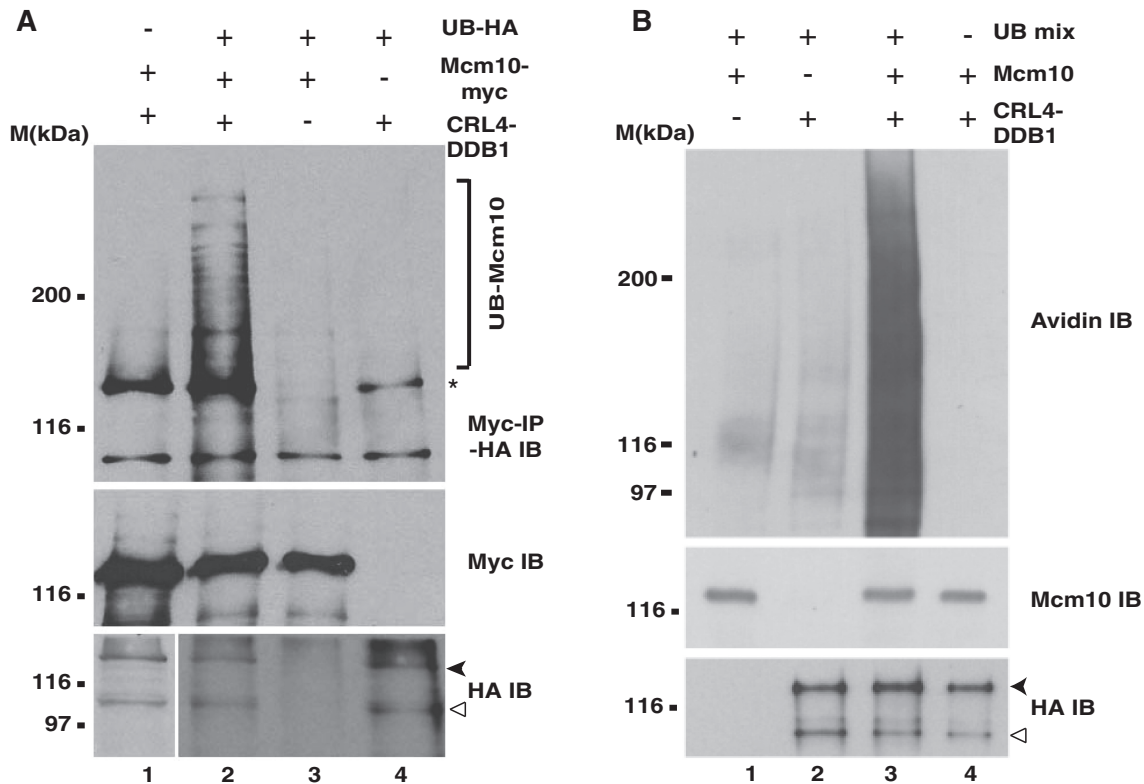 A
- + + + UB-HA
+ + + - Mcm10-
myc
+ + - + CRL4-
DDB1
M(kDa)
200
116
UB-Mcm10
*
Myc-IP
-HA IB
116
Myc IB
116
97
HA IB
1 2 3 4
B
+ + + - UB mix
+ - + + Mcm10
- + + + CRL4-
DDB1
M(kDa)
200
116
97
Avidin IB
116
Mcm10 IB
116
HA IB
1 2 3 4